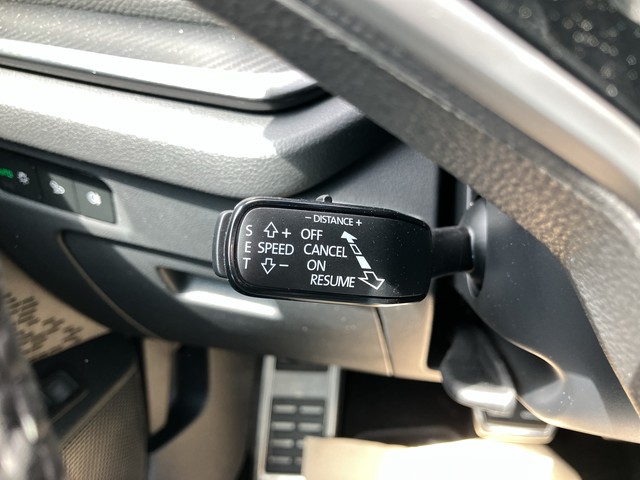 − DISTANCE +
S + OFF
E SPEED CANCEL
T − ON
RESUME